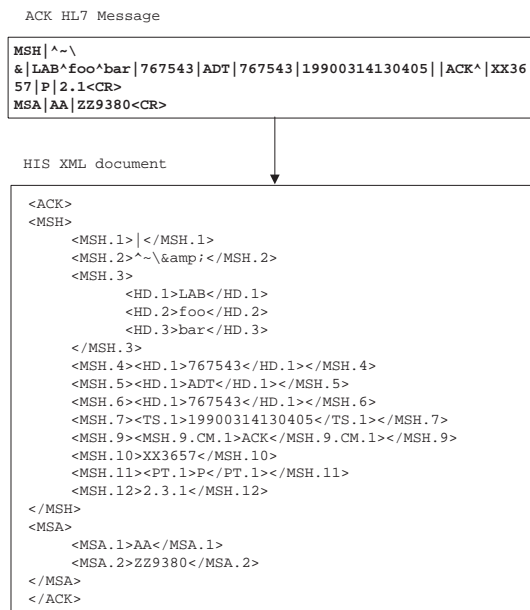 ACK HL7 Message
MSH|^~\
&|LAB^foo^bar|767543|ADT|767543|19900314130405||ACK^|XX36
57|P|2.1<CR>
MSA|AA|ZZ9380<CR>
HIS XML document
<ACK>
<MSH>
<MSH.1>|</MSH.1>
<MSH.2>^~\&amp;</MSH.2>
<MSH.3>
<HD.1>LAB</HD.1>
<HD.2>foo</HD.2>
<HD.3>bar</HD.3>
</MSH.3>
<MSH.4><HD.1>767543</HD.1></MSH.4>
<MSH.5><HD.1>ADT</HD.1></MSH.5>
<MSH.6><HD.1>767543</HD.1></MSH.6>
<MSH.7><TS.1>19900314130405</TS.1></MSH.7>
<MSH.9><MSH.9.CM.1>ACK</MSH.9.CM.1></MSH.9>
<MSH.10>XX3657</MSH.10>
<MSH.11><PT.1>P</PT.1></MSH.11>
<MSH.12>2.3.1</MSH.12>
</MSH>
<MSA>
<MSA.1>AA</MSA.1>
<MSA.2>ZZ9380</MSA.2>
</MSA>
</ACK>